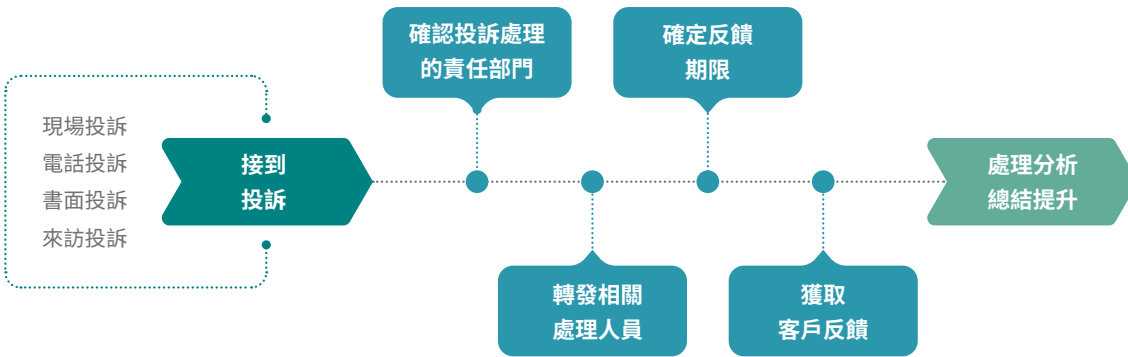 現場投訴
電話投訴
書面投訴
來訪投訴
接到
投訴
確認投訴處理
的責任部門
轉發相關
處理人員
確定反饋
期限
獲取
客戶反饋
處理分析
總結提升